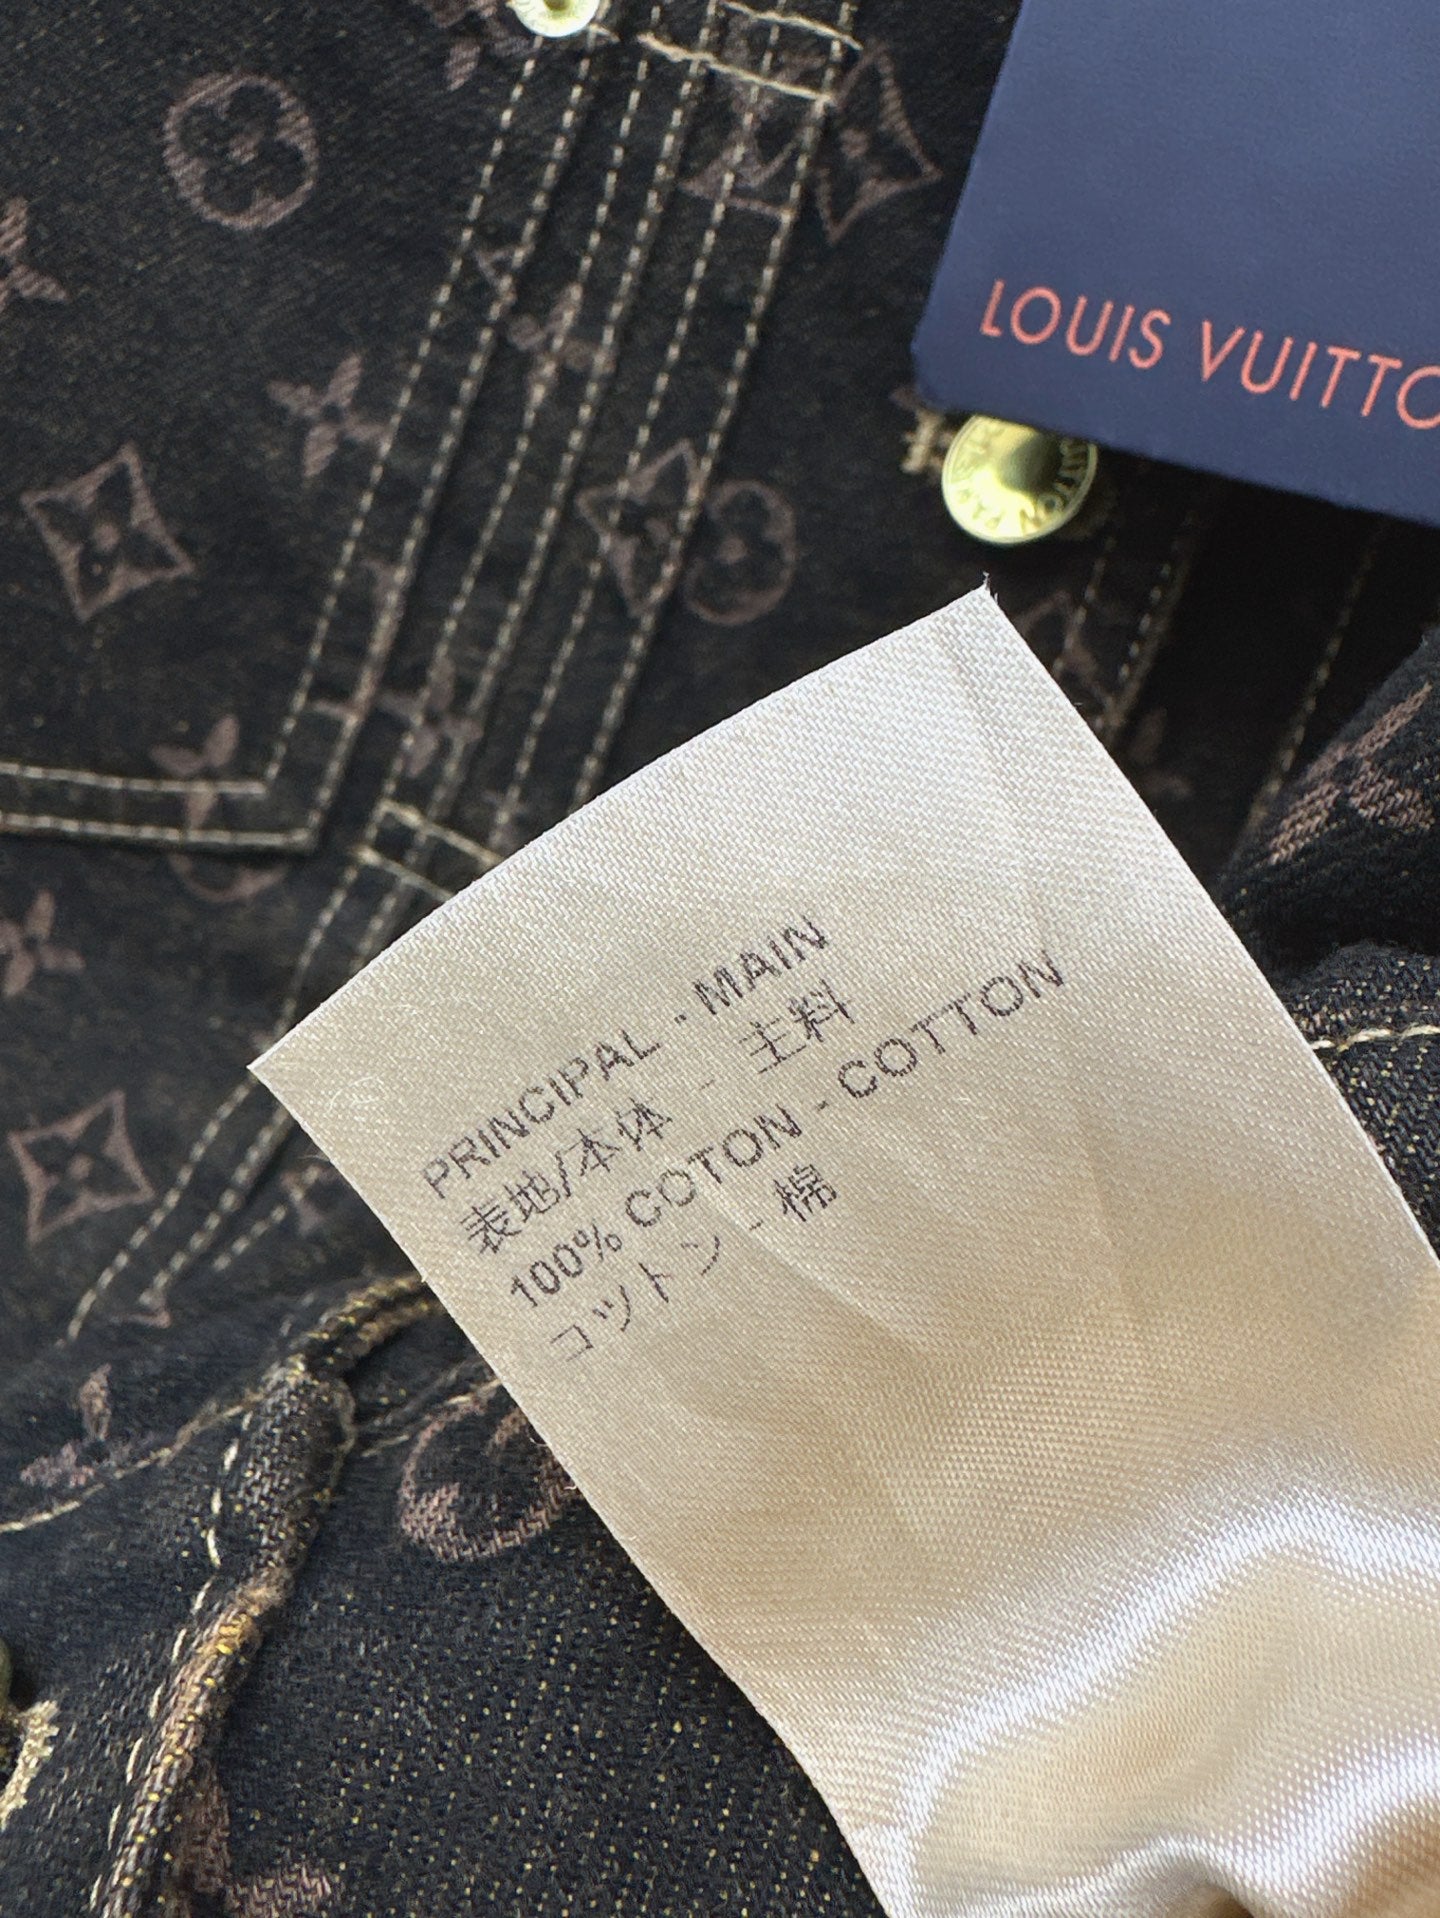 LOUIS VUITTO
PRINCIPAL - MAIN
表地/本体 - 主料
100% COTON - COTTON
コットン - 棉